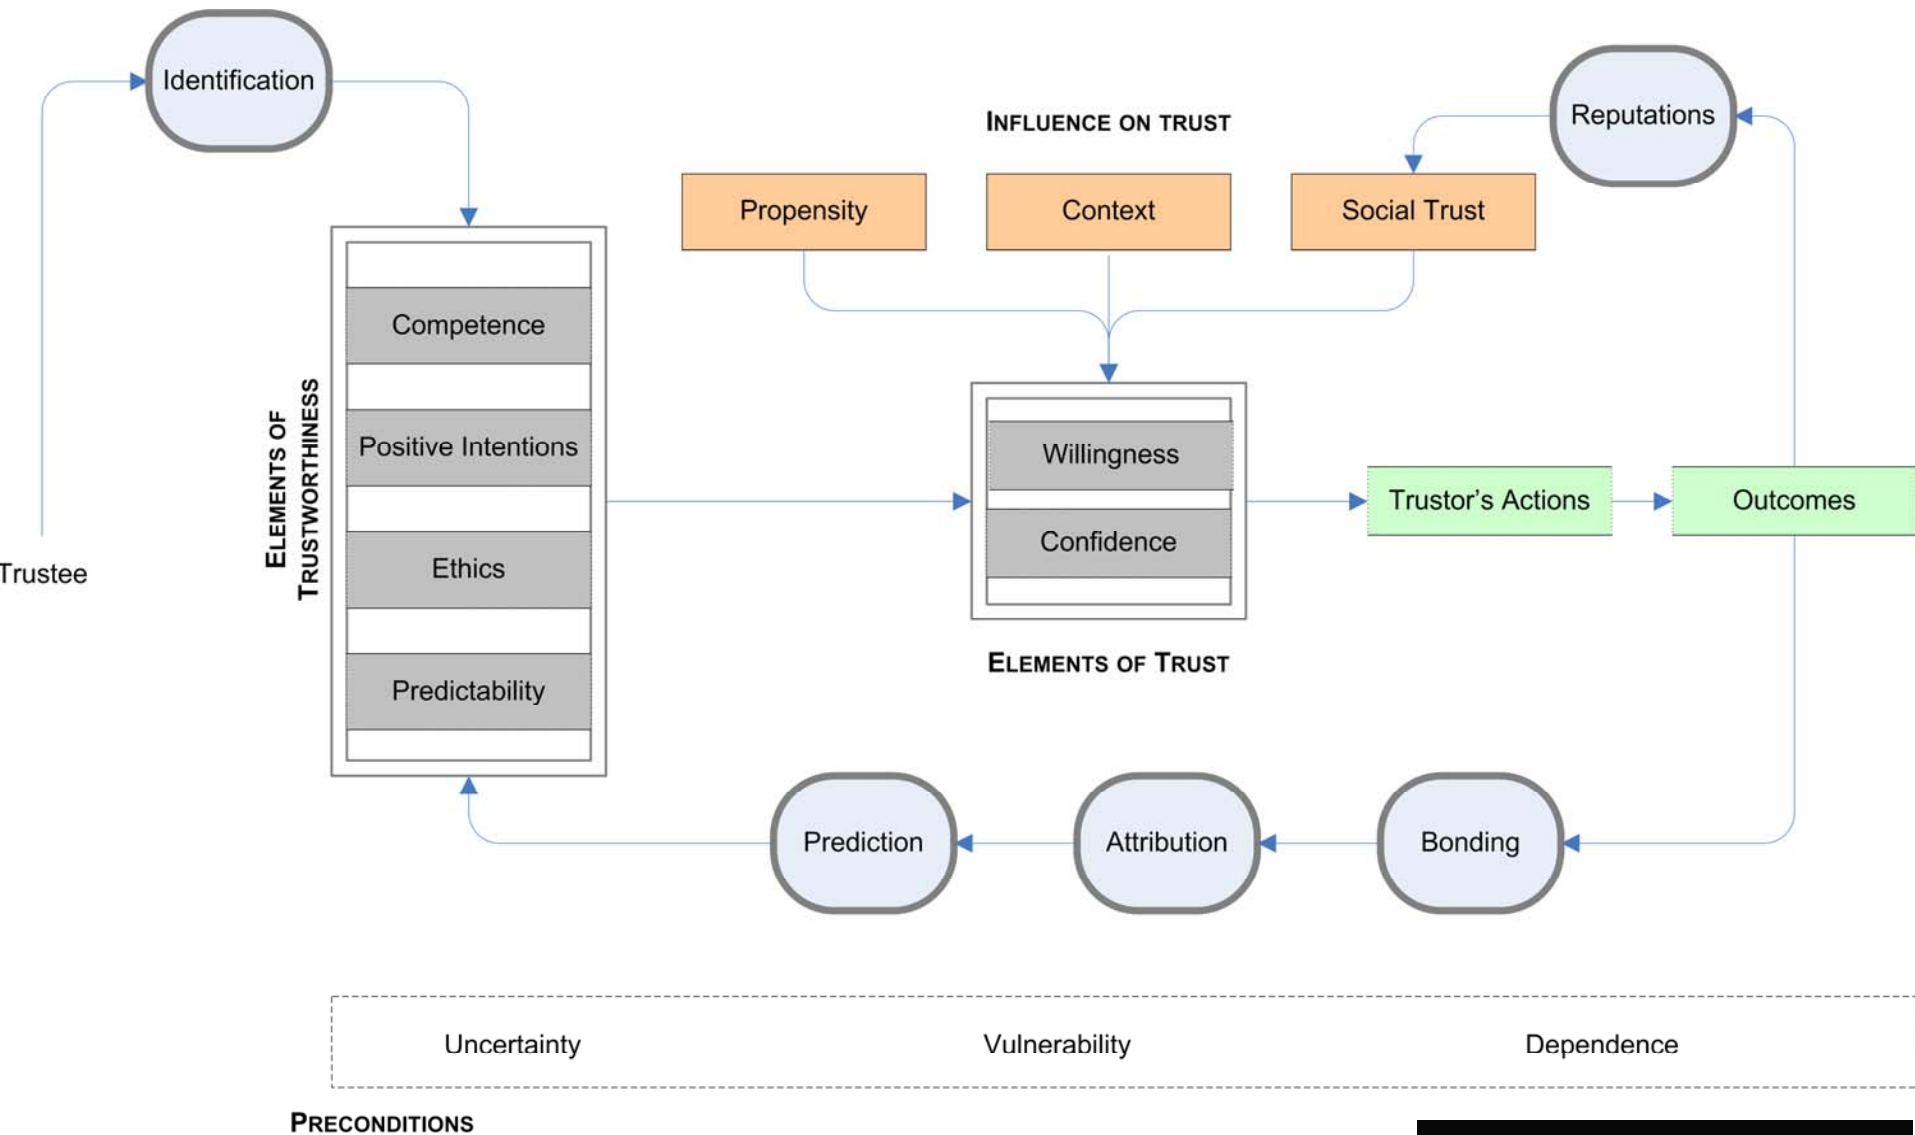 Identification
Reputations
INFLUENCE ON TRUST
Propensity
Context
Social Trust
ELEMENTS OF
TRUSTWORTHINESS
Competence
Positive Intentions
Ethics
Predictability
Willingness
Confidence
Trustor’s Actions
Outcomes
Trustee
ELEMENTS OF TRUST
Prediction
Attribution
Bonding
Uncertainty
Vulnerability
Dependence
PRECONDITIONS